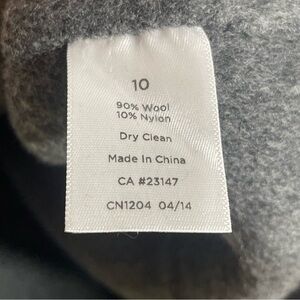 10
90% Wool
10% Nylon
Dry Clean
Made In China
CA #23147
CN1204 04/14